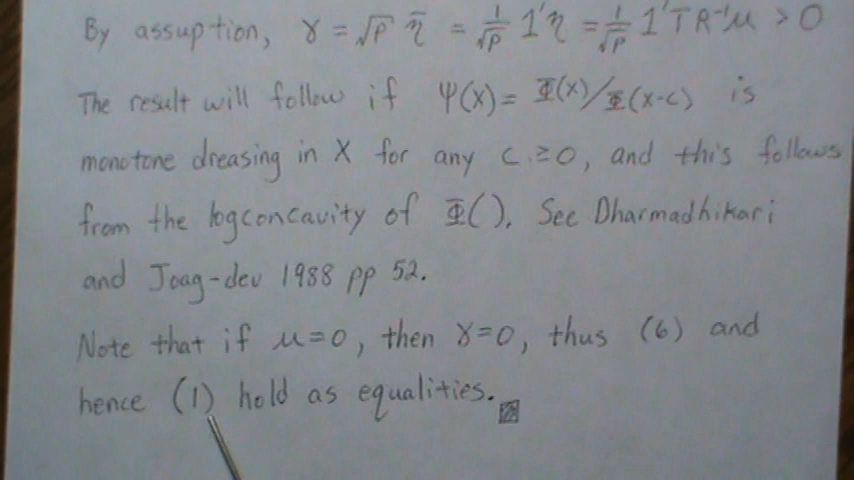 By assuption, γ = √p η̄ = 1/√p 1'η = 1/√p 1'TR⁻¹μ > 0
The result will follow if Ψ(x) = Φ(x)/Φ(x-c) is
monotone dreasing in X for any c ≥ 0, and this follows
from the logconcavity of Φ(). See Dharmadhikari
and Joag-dev 1988 pp 52.
Note that if μ=0, then γ=0, thus (6) and
hence (1) hold as equalities.